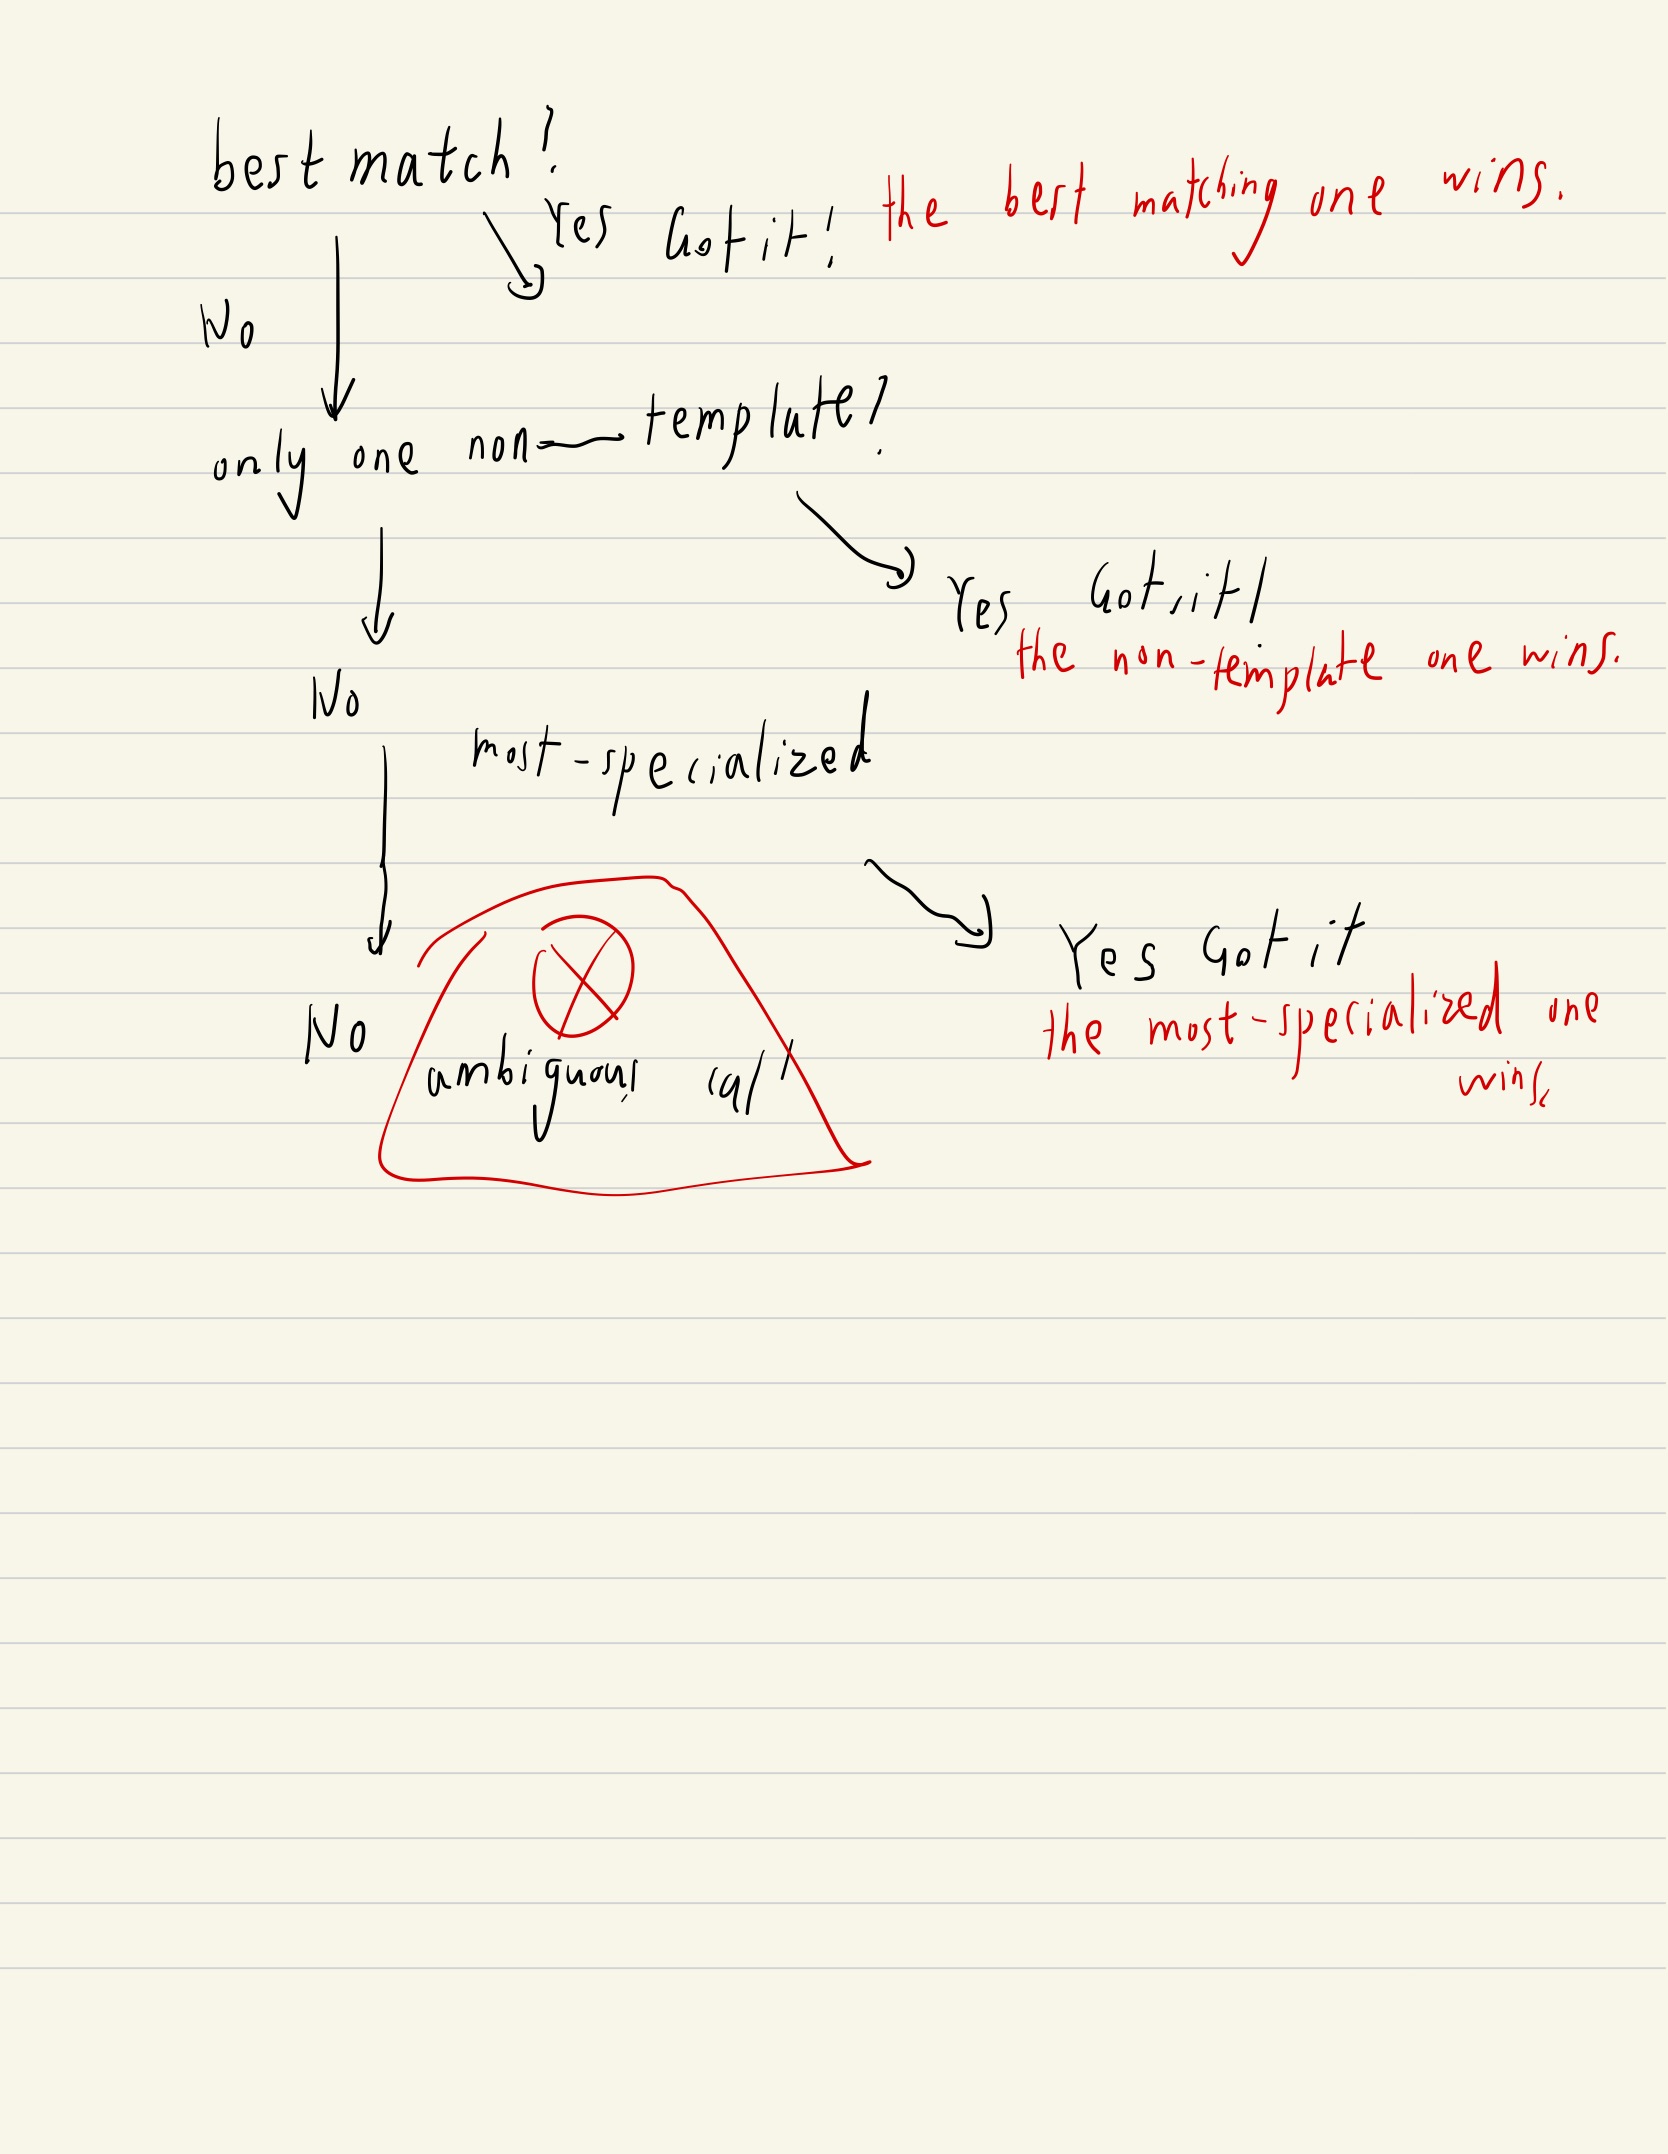 best match?
Yes Got it! the best matching one wins.
No
only one non-template?
Yes Got it!
the non-template one wins.
No
most-specialized
Yes Got it
the most-specialized one
wins.
No
ambiguous call